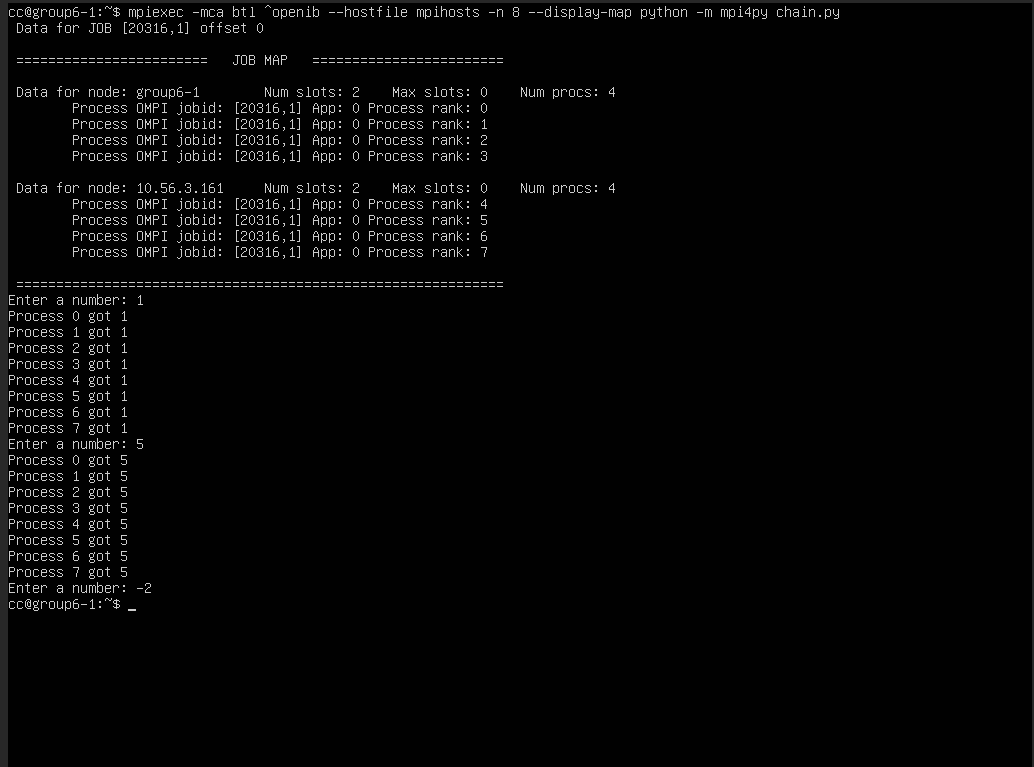 cc@group6-1:~$ mpiexec -mca btl ^openib --hostfile mpihosts -n 8 --display-map python -m mpi4py chain.py
 Data for JOB [20316,1] offset 0

 ========================   JOB MAP   ========================

 Data for node: group6-1        Num slots: 2    Max slots: 0    Num procs: 4
        Process OMPI jobid: [20316,1] App: 0 Process rank: 0
        Process OMPI jobid: [20316,1] App: 0 Process rank: 1
        Process OMPI jobid: [20316,1] App: 0 Process rank: 2
        Process OMPI jobid: [20316,1] App: 0 Process rank: 3

 Data for node: 10.56.3.161     Num slots: 2    Max slots: 0    Num procs: 4
        Process OMPI jobid: [20316,1] App: 0 Process rank: 4
        Process OMPI jobid: [20316,1] App: 0 Process rank: 5
        Process OMPI jobid: [20316,1] App: 0 Process rank: 6
        Process OMPI jobid: [20316,1] App: 0 Process rank: 7

 =============================================================
Enter a number: 1
Process 0 got 1
Process 1 got 1
Process 2 got 1
Process 3 got 1
Process 4 got 1
Process 5 got 1
Process 6 got 1
Process 7 got 1
Enter a number: 5
Process 0 got 5
Process 1 got 5
Process 2 got 5
Process 3 got 5
Process 4 got 5
Process 5 got 5
Process 6 got 5
Process 7 got 5
Enter a number: -2
cc@group6-1:~$ _